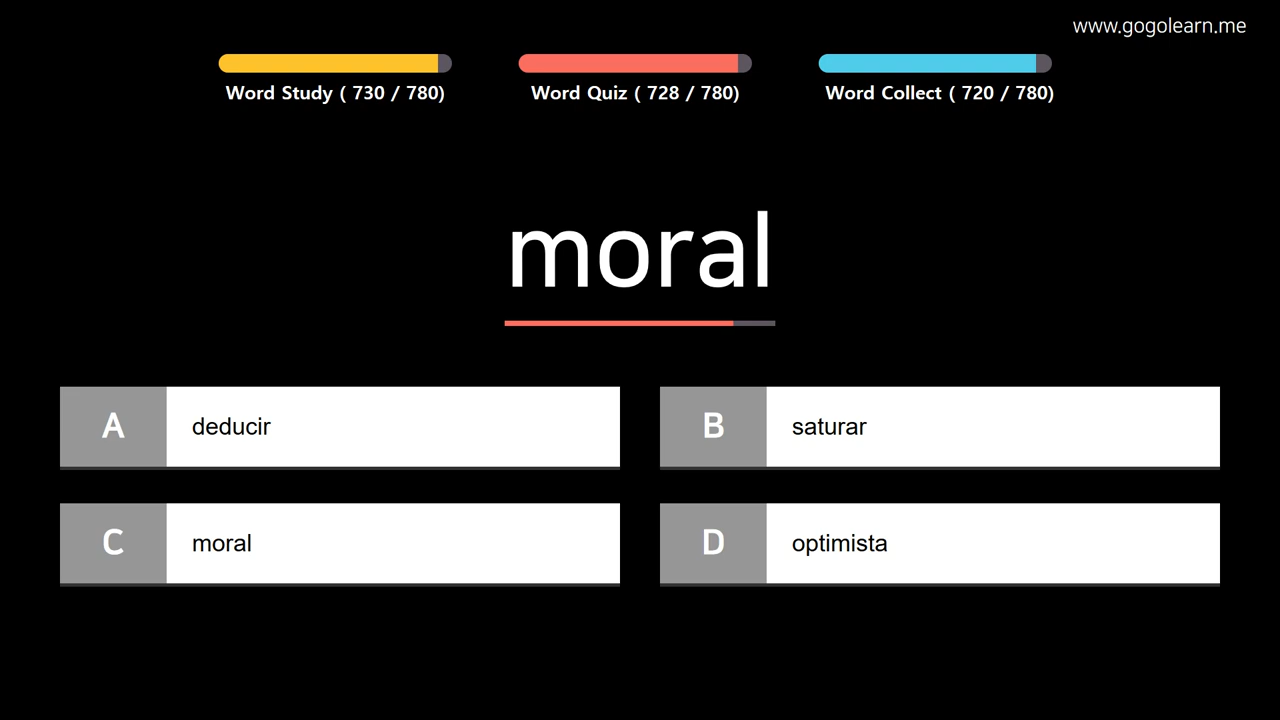 www.gogolearn.me
Word Study ( 730 / 780)
Word Quiz ( 728 / 780)
Word Collect ( 720 / 780)
moral
A deducir
B saturar
C moral
D optimista